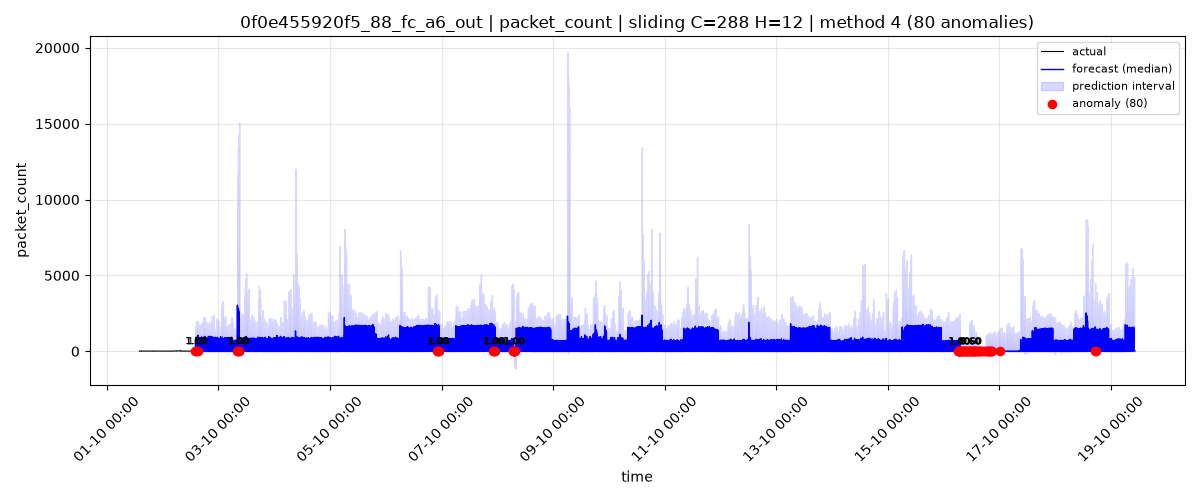 0f0e455920f5_88_fc_a6_out | packet_count | sliding C=288 H=12 | method 4 (80 anomalies)
actual
forecast (median)
prediction interval
anomaly (80)
20000
15000
10000
5000
0
packet_count
1.00
1.00
1.00
01-10 00:00
03-10 00:00
05-10 00:00
07-10 00:00
09-10 00:00
11-10 00:00
13-10 00:00
15-10 00:00
17-10 00:00
19-10 00:00
time